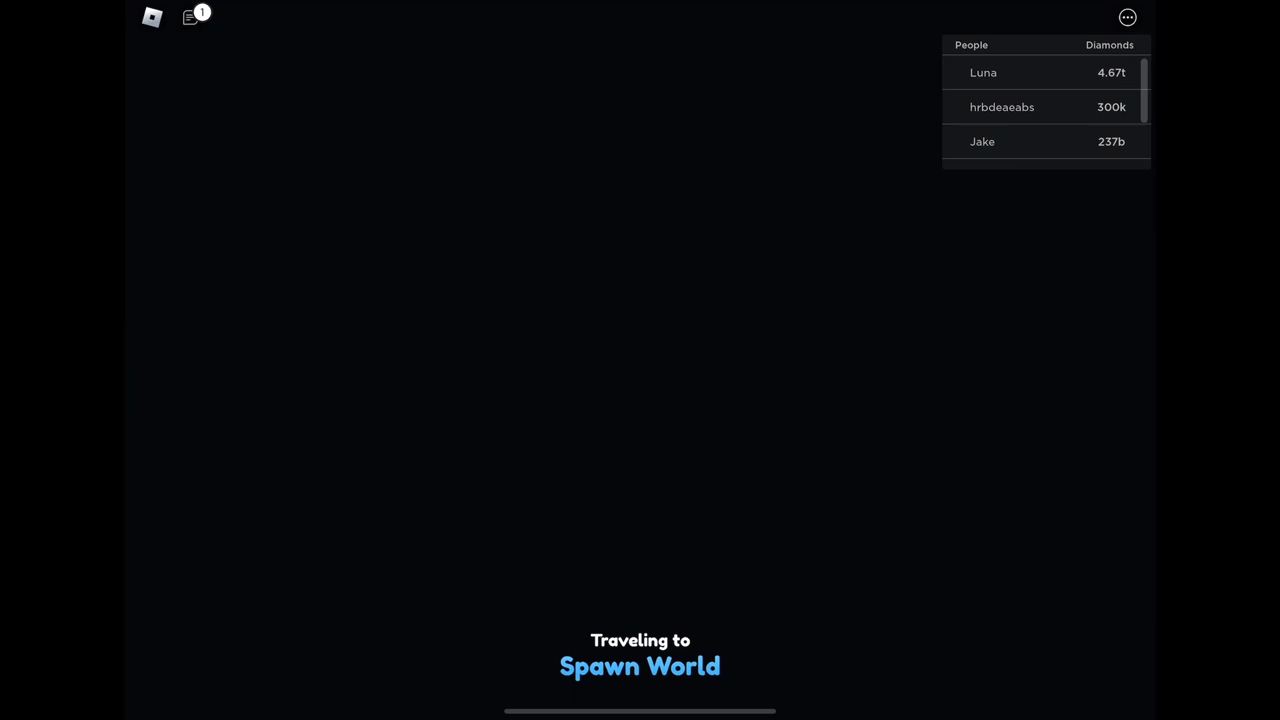 1
People Diamonds
Luna 4.67t
hrbdeaeabs 300k
Jake 237b
Traveling to
Spawn World